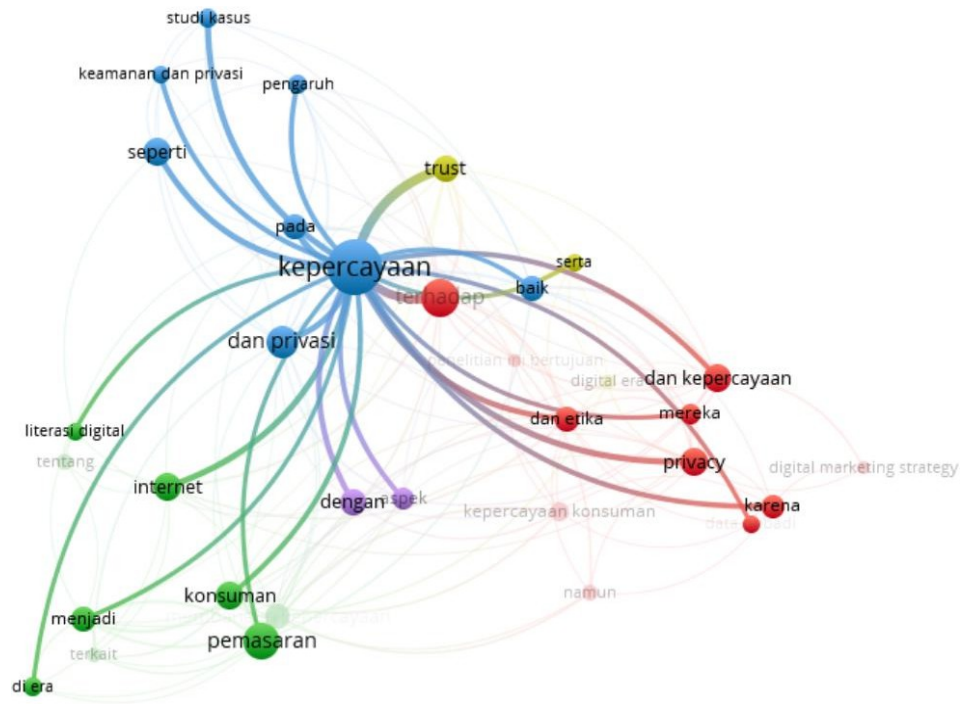 studi kasus
keamanan dan privasi
pengaruh
seperti
trust
pada
kepercayaan
serta
baik
terhadap
dan privasi
penelitian ini bertujuan
digital era
dan kepercayaan
dan etika
mereka
literasi digital
tentang
privacy
digital marketing strategy
internet
dengan
aspek
kepercayaan konsuman
karena
konsuman
namun
menjadi
pemasaran
terkait
di era